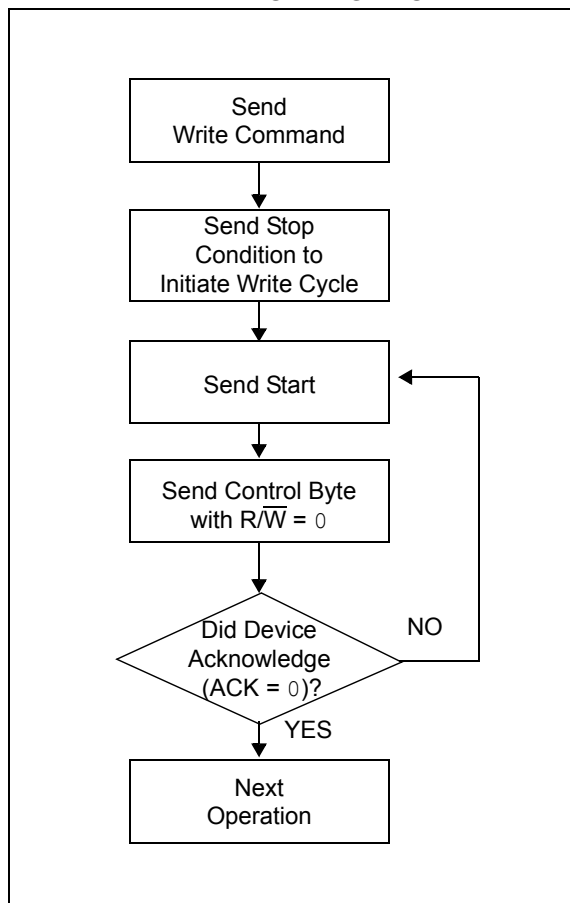 Send
Write Command
Send Stop
Condition to
Initiate Write Cycle
Send Start
Send Control Byte
with R/W̅ = 0
Did Device
Acknowledge
(ACK = 0)?
NO
YES
Next
Operation